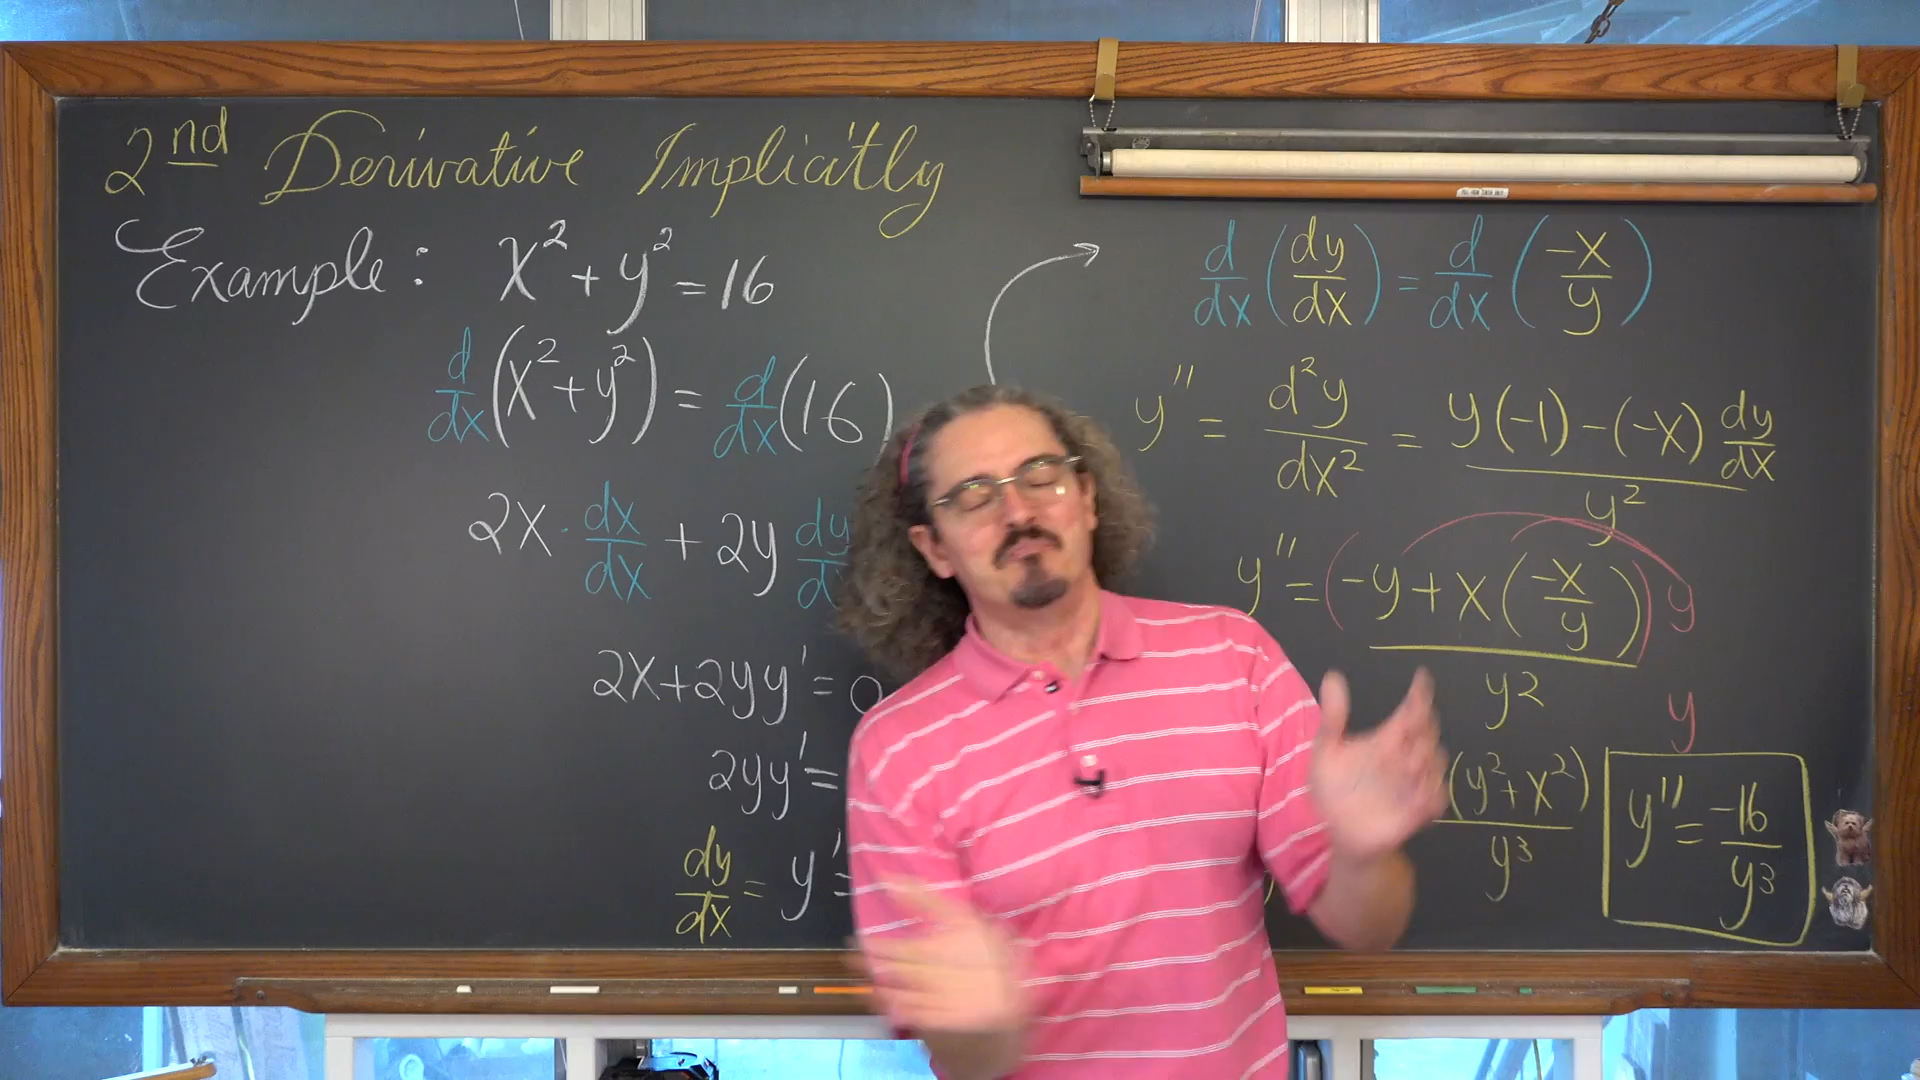 2nd Derivative Implicitly
Example: x² + y² = 16
d/dx (x² + y²) = d/dx (16)
2x · dx/dx + 2y dy/d
2x + 2yy' = 0
2yy' =
dy/dx = y' =
d/dx (dy/dx) = d/dx (-x/y)
y'' = d²y/dx² = (y(-1) - (-x) dy/dx)/y²
y'' = (-y + x(-x/y)) y / y² y
(y² + x²)/y³
y'' = -16/y³